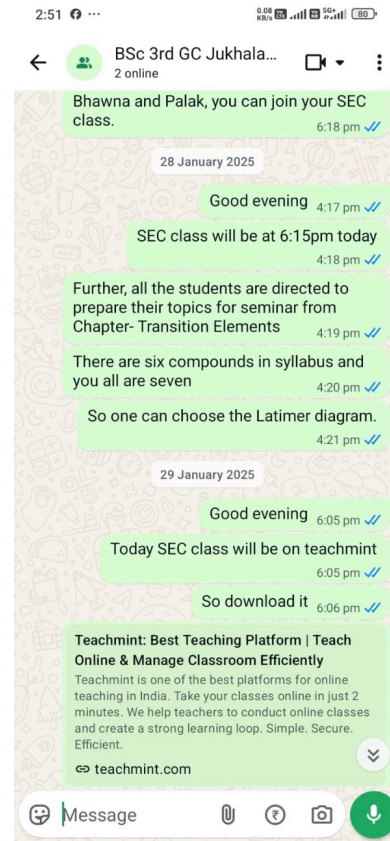 2:51
0.08
KB/s
5G+
80
BSc 3rd GC Jukhala...
2 online
Bhawna and Palak, you can join your SEC
class.
6:18 pm
28 January 2025
Good evening 4:17 pm
SEC class will be at 6:15pm today
4:18 pm
Further, all the students are directed to
prepare their topics for seminar from
Chapter- Transition Elements 4:19 pm
There are six compounds in syllabus and
you all are seven 4:20 pm
So one can choose the Latimer diagram.
4:21 pm
29 January 2025
Good evening 6:05 pm
Today SEC class will be on teachmint
6:05 pm
So download it 6:06 pm
Teachmint: Best Teaching Platform | Teach
Online & Manage Classroom Efficiently
Teachmint is one of the best platforms for online
teaching in India. Take your classes online in just 2
minutes. We help teachers to conduct online classes
and create a strong learning loop. Simple. Secure.
Efficient.
teachmint.com
Message
₹